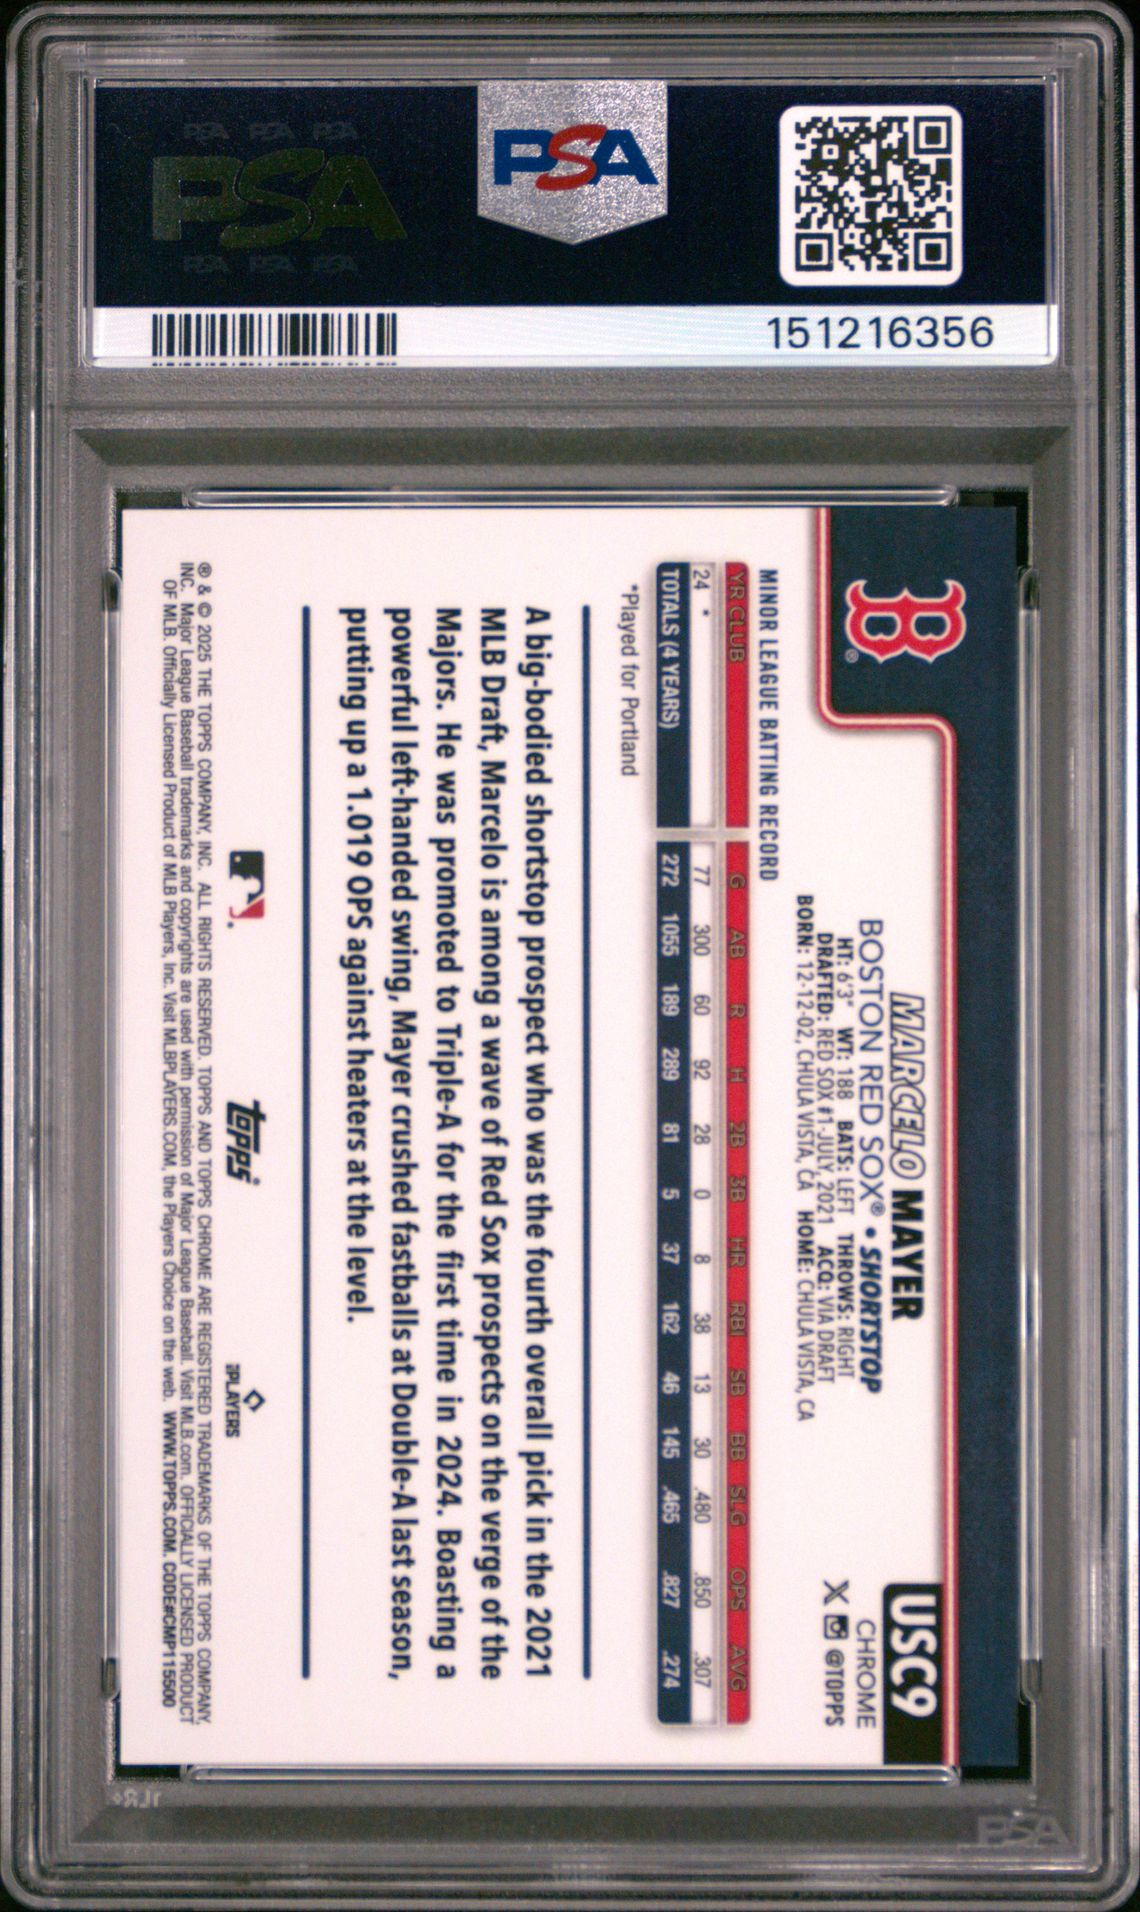 PSA PSA PSA
PSA
PSA PSA PSA
PSA
151216356
B®
MARCELO MAYER
BOSTON RED SOX® • SHORTSTOP
HT: 6'3" WT: 188 BATS: LEFT THROWS: RIGHT
DRAFTED: RED SOX #1-JULY, 2021 ACQ: VIA DRAFT
BORN: 12-12-02, CHULA VISTA, CA HOME: CHULA VISTA, CA
USC9
CHROME
X @TOPPS
MINOR LEAGUE BATTING RECORD
YR CLUB G AB R H 2B 3B HR RBI SB BB SLG OPS AVG
24 * 77 300 60 92 28 0 8 38 13 30 .480 .850 .307
TOTALS (4 YEARS) 272 1055 189 289 81 5 37 162 46 145 .465 .827 .274
*Played for Portland
A big-bodied shortstop prospect who was the fourth overall pick in the 2021
MLB Draft, Marcelo is among a wave of Red Sox prospects on the verge of the
Majors. He was promoted to Triple-A for the first time in 2024. Boasting a
powerful left-handed swing, Mayer crushed fastballs at Double-A last season,
putting up a 1.019 OPS against heaters at the level.
topps®
PLAYERS
® & © 2025 THE TOPPS COMPANY, INC. ALL RIGHTS RESERVED. TOPPS AND TOPPS CHROME ARE REGISTERED TRADEMARKS OF THE TOPPS COMPANY,
INC. Major League Baseball trademarks and copyrights are used with permission of Major League Baseball. Visit MLB.com. OFFICIALLY LICENSED PRODUCT
OF MLB. Officially Licensed Product of MLB Players, Inc. Visit MLBPLAYERS.COM, the Players Choice on the web. WWW.TOPPS.COM. CODE#CMP115500
PSA